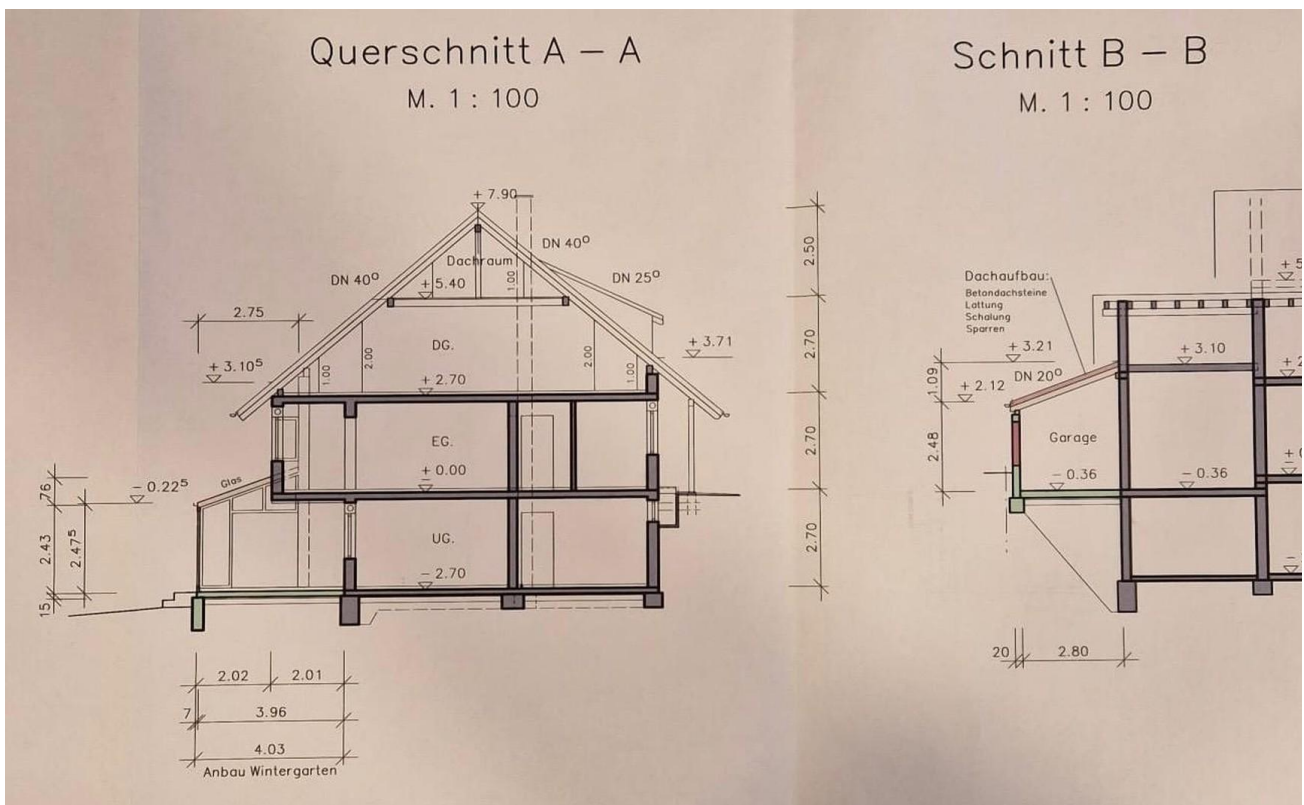 Querschnitt A – A
M. 1 : 100
+ 7.90
DN 40°
DN 40°
Dachraum
1.00
DN 25°
+ 5.40
2.75
+ 3.10⁵
1.00
2.00
DG.
2.00
1.00
+ 3.71
+ 2.70
EG.
± 0.00
Glas
– 0.22⁵
76
2.43
2.47⁵
15
UG.
– 2.70
2.02
2.01
7
3.96
4.03
Anbau Wintergarten
2.50
2.70
2.70
2.70
Schnitt B – B
M. 1 : 100
Dachaufbau:
Betondachsteine
Lattung
Schalung
Sparren
+ 5
+ 3.21
+ 3.10
DN 20°
+ 2.12
1.09
2.48
+ 2
Garage
– 0.36
– 0.36
20
2.80